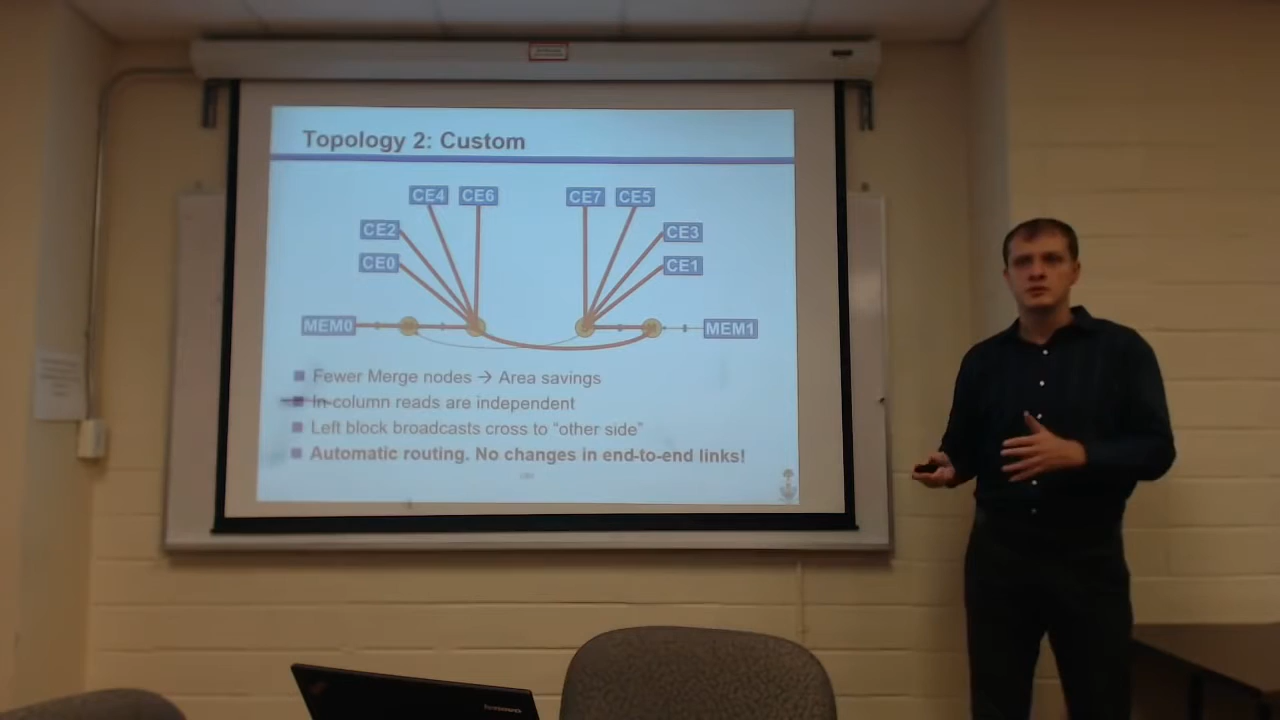 Topology 2: Custom
CE4 CE6 CE7 CE5
CE2 CE3
CE0 CE1
MEM0 MEM1
Fewer Merge nodes → Area savings
In-column reads are independent
Left block broadcasts cross to “other side”
Automatic routing. No changes in end-to-end links!
lenovo